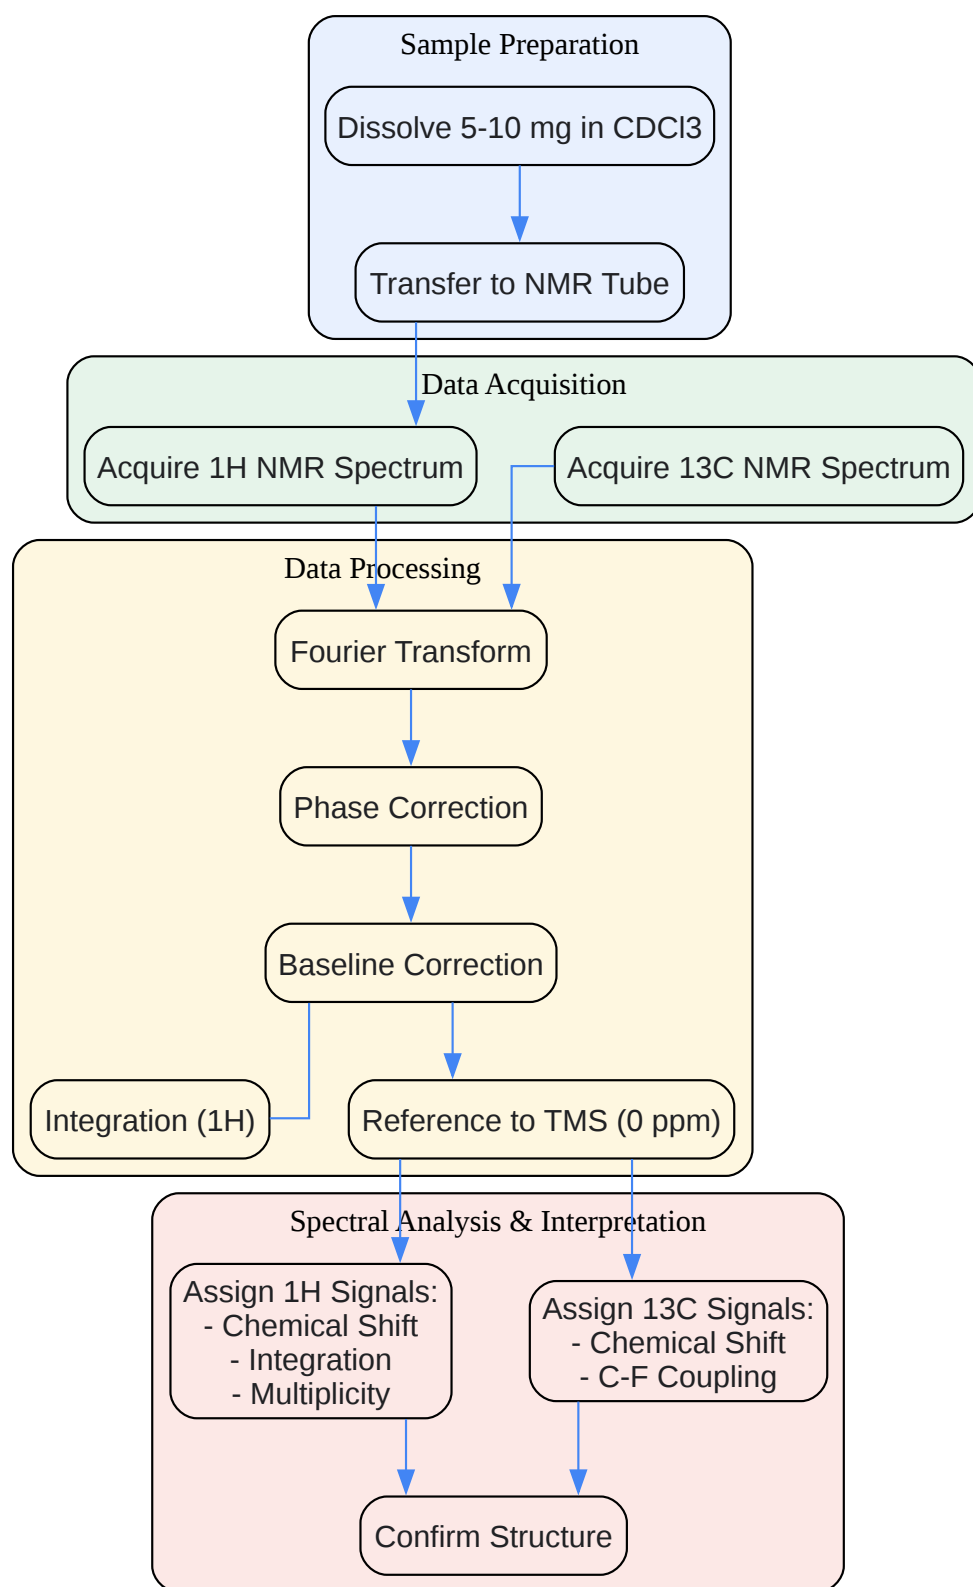 Sample Preparation
Dissolve 5-10 mg in CDCl3
Transfer to NMR Tube
Data Acquisition
Acquire 1H NMR Spectrum
Acquire 13C NMR Spectrum
Data Processing
Fourier Transform
Phase Correction
Baseline Correction
Integration (1H)
Reference to TMS (0 ppm)
Spectral Analysis & Interpretation
Assign 1H Signals:
- Chemical Shift
- Integration
- Multiplicity
Assign 13C Signals:
- Chemical Shift
- C-F Coupling
Confirm Structure